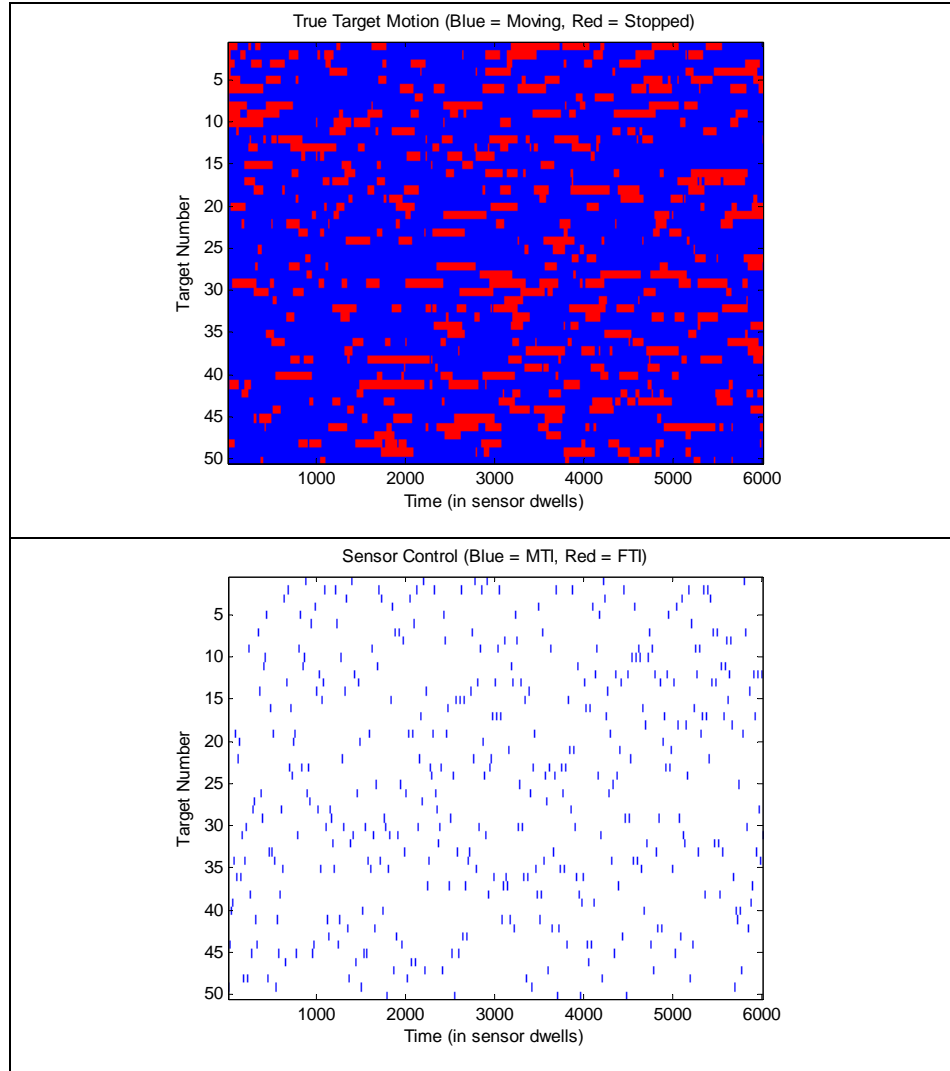 True Target Motion (Blue = Moving, Red = Stopped)
5
10
15
20
25
30
35
40
45
50
Target Number
1000 2000 3000 4000 5000 6000
Time (in sensor dwells)
Sensor Control (Blue = MTI, Red = FTI)
5
10
15
20
25
30
35
40
45
50
Target Number
1000 2000 3000 4000 5000 6000
Time (in sensor dwells)